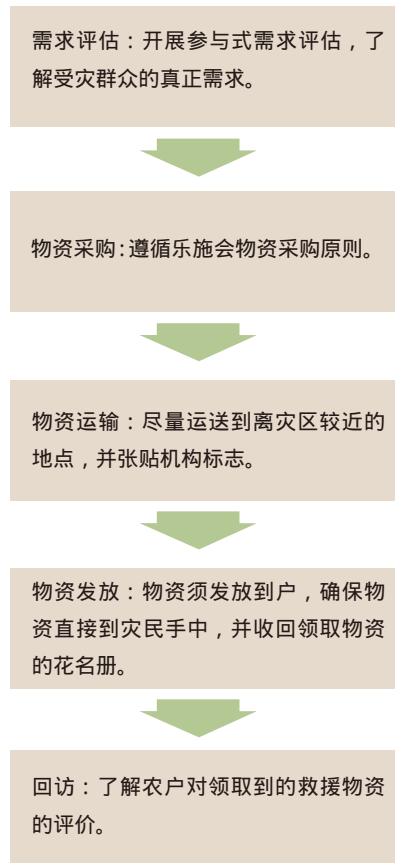 需求评估：开展参与式需求评估，了
解受灾群众的真正需求。
物资采购：遵循乐施会物资采购原则。
物资运输：尽量运送到离灾区较近的
地点，并张贴机构标志。
物资发放：物资须发放到户，确保物
资直接到灾民手中，并收回领取物资
的花名册。
回访：了解农户对领取到的救援物资
的评价。